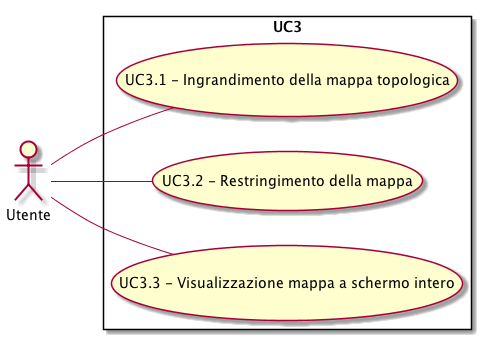 UC3
UC3.1 - Ingrandimento della mappa topologica
UC3.2 - Restringimento della mappa
Utente
UC3.3 - Visualizzazione mappa a schermo intero